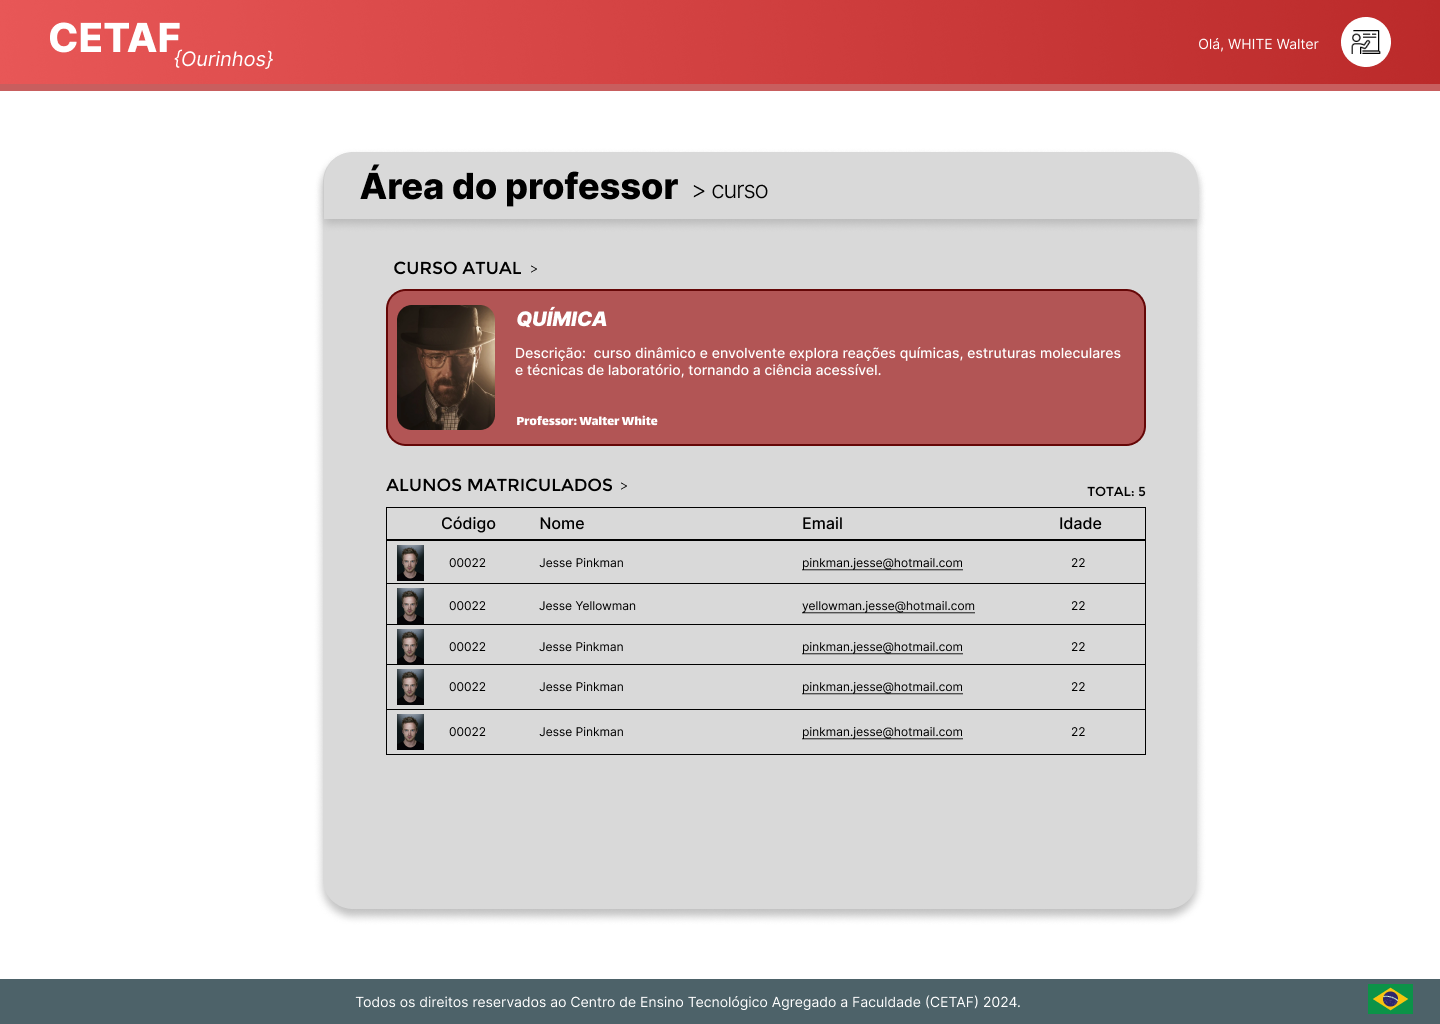 CETAF
{Ourinhos}
Olá, WHITE Walter
Área do professor > curso
CURSO ATUAL >
QUÍMICA
Descrição:  curso dinâmico e envolvente explora reações químicas, estruturas moleculares
e técnicas de laboratório, tornando a ciência acessível.
Professor: Walter White
ALUNOS MATRICULADOS >
TOTAL: 5
Código Nome Email Idade
00022 Jesse Pinkman pinkman.jesse@hotmail.com 22
00022 Jesse Yellowman yellowman.jesse@hotmail.com 22
00022 Jesse Pinkman pinkman.jesse@hotmail.com 22
00022 Jesse Pinkman pinkman.jesse@hotmail.com 22
00022 Jesse Pinkman pinkman.jesse@hotmail.com 22
Todos os direitos reservados ao Centro de Ensino Tecnológico Agregado a Faculdade (CETAF) 2024.